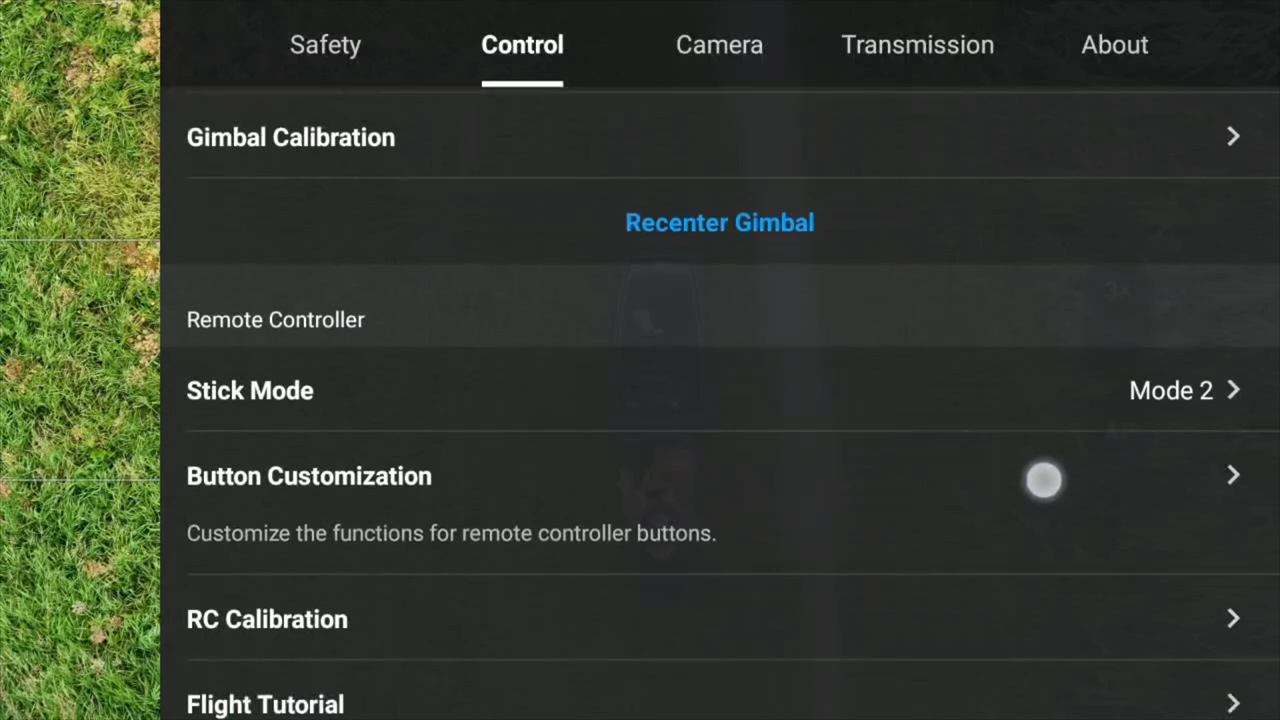 Safety
Control
Camera
Transmission
About
Gimbal Calibration
Recenter Gimbal
Remote Controller
Stick Mode
Mode 2
Button Customization
Customize the functions for remote controller buttons.
RC Calibration
Flight Tutorial